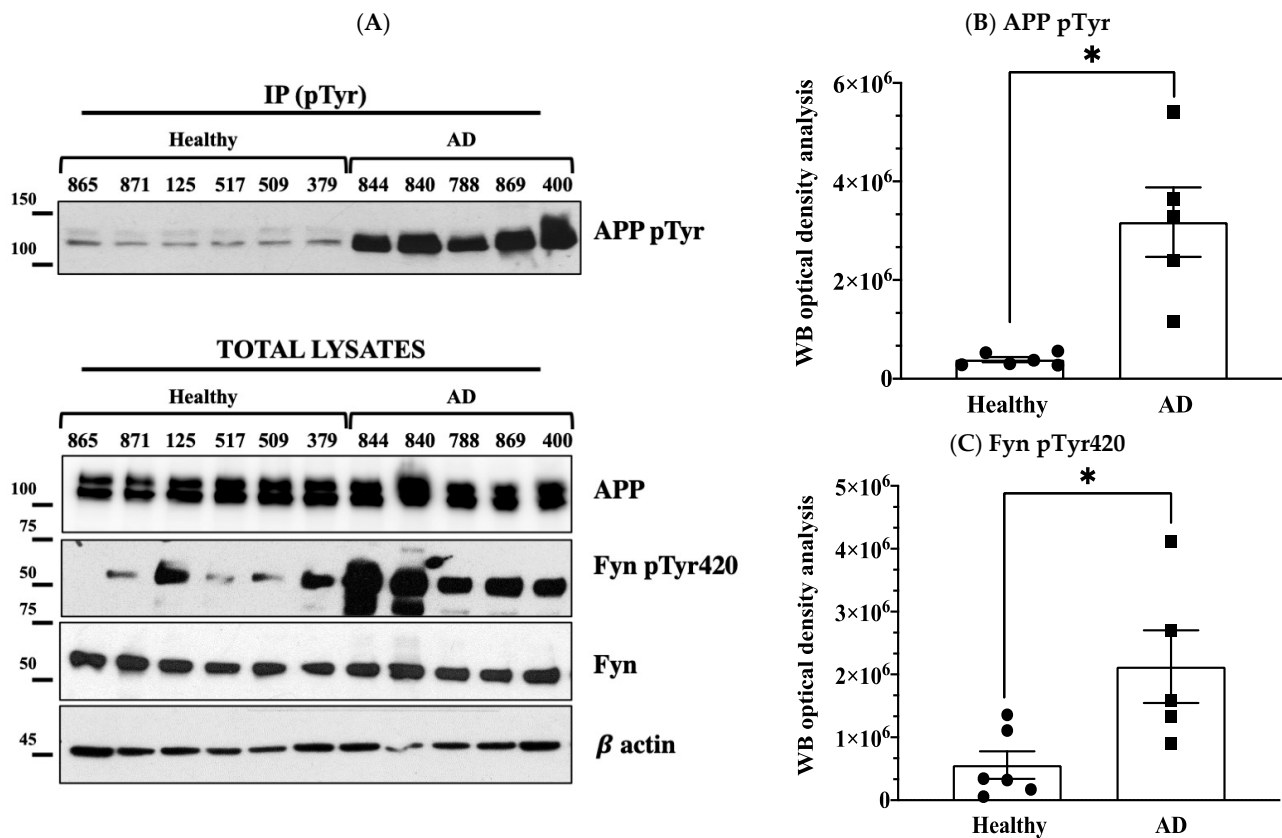 (A)
IP (pTyr)
Healthy AD
865 871 125 517 509 379 844 840 788 869 400
150
100
APP pTyr
TOTAL LYSATES
Healthy AD
865 871 125 517 509 379 844 840 788 869 400
100
75
APP
50
75
Fyn pTyr420
50
Fyn
45
β actin
(B) APP pTyr
*
WB optical density analysis
6×10⁶
4×10⁶
2×10⁶
0
Healthy AD
(C) Fyn pTyr420
*
WB optical density analysis
5×10⁶
4×10⁶
3×10⁶
2×10⁶
1×10⁶
0
Healthy AD